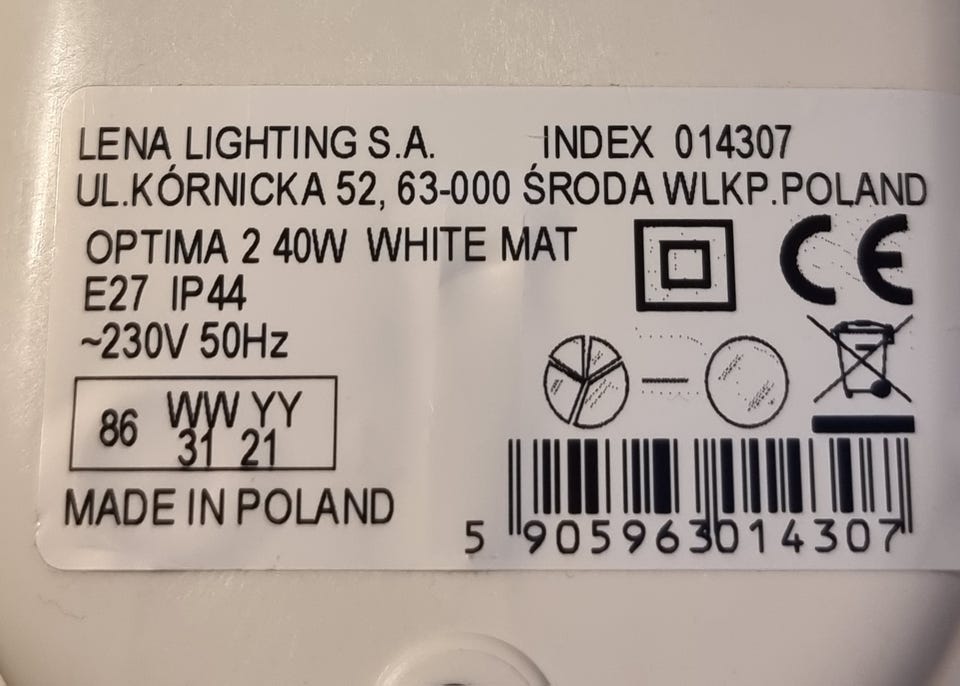 LENA LIGHTING S.A. INDEX 014307
UL.KÓRNICKA 52, 63-000 ŚRODA WLKP.POLAND
OPTIMA 2 40W WHITE MAT
E27 IP44
~230V 50Hz
CE
86 WW YY
31 21
MADE IN POLAND
5 905963 014307